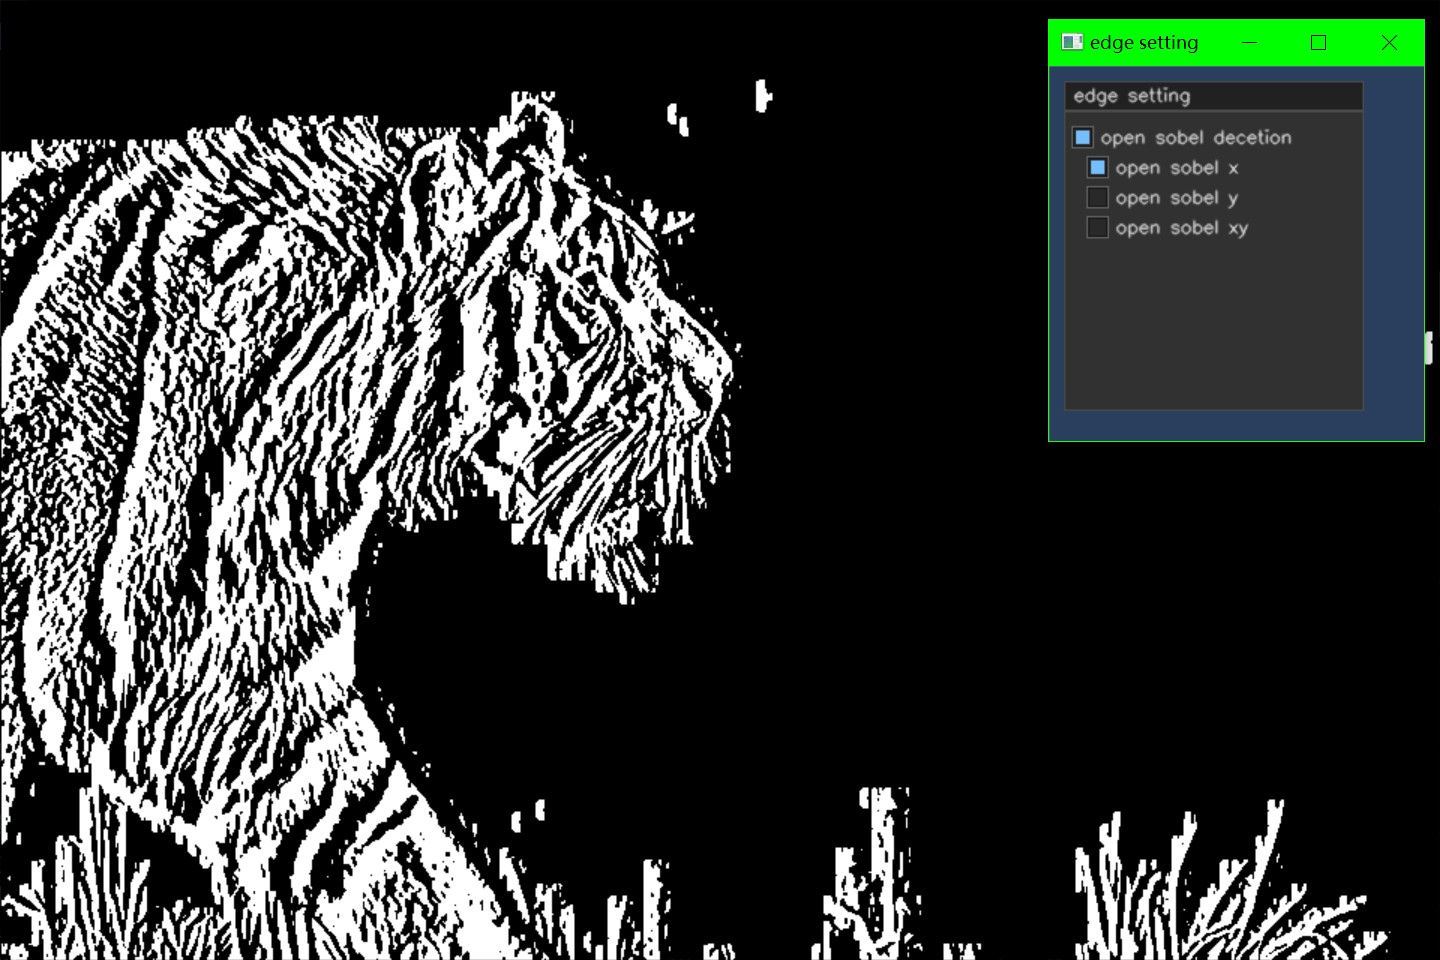 edge setting
edge setting
open sobel decetion
open sobel x
open sobel y
open sobel xy